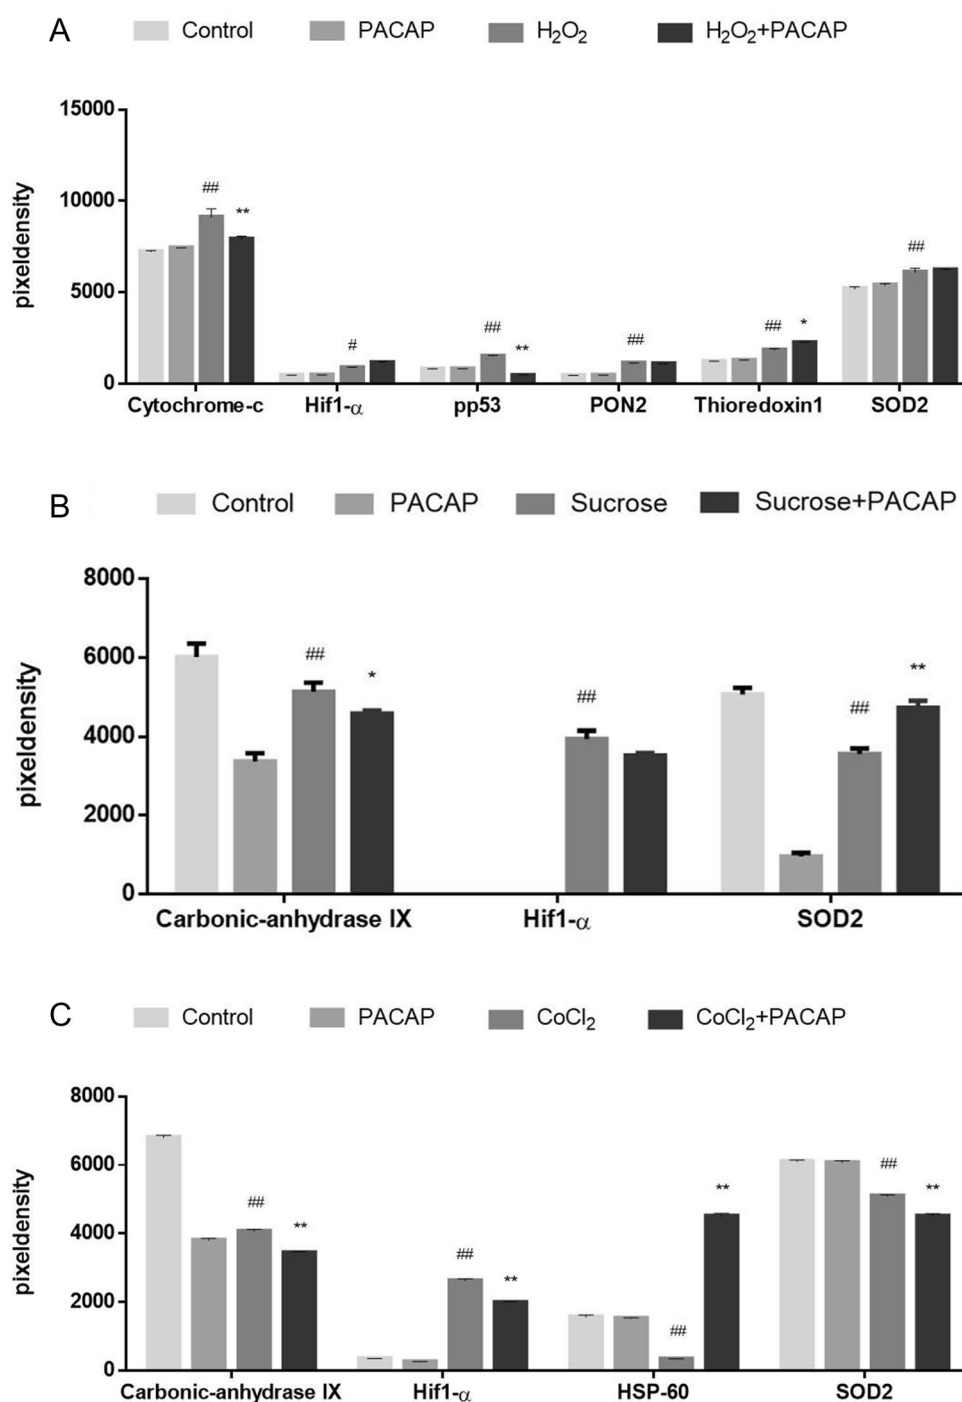 A
Control PACAP H₂O₂ H₂O₂+PACAP
15000
10000
5000
0
pixeldensity
## **
#
## **
##
## *
##
Cytochrome-c Hif1-α pp53 PON2 Thioredoxin1 SOD2
B
Control PACAP Sucrose Sucrose+PACAP
8000
6000
4000
2000
0
pixeldensity
## *
##
## **
Carbonic-anhydrase IX Hif1-α SOD2
C
Control PACAP CoCl₂ CoCl₂+PACAP
8000
6000
4000
2000
0
pixeldensity
## **
## **
## **
## **
Carbonic-anhydrase IX Hif1-α HSP-60 SOD2